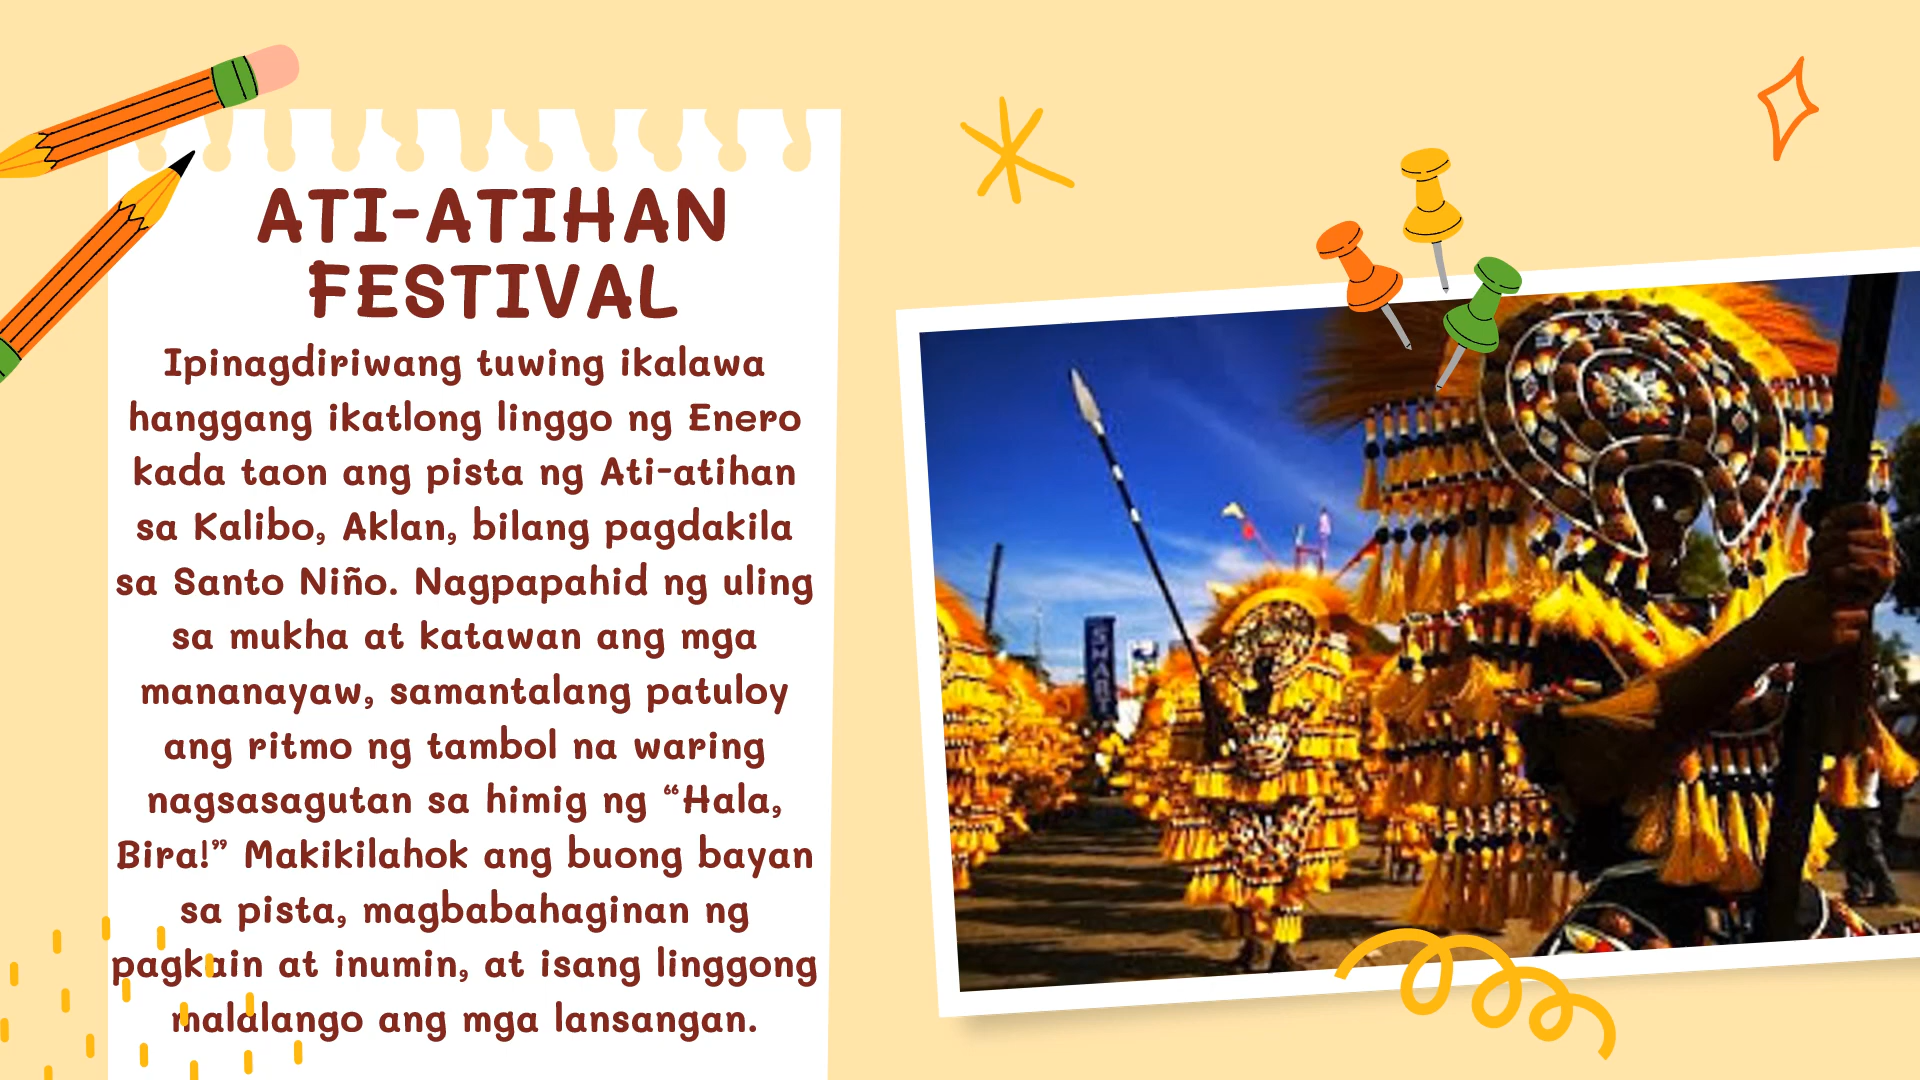 ATI-ATIHAN
FESTIVAL
Ipinagdiriwang tuwing ikalawa
hanggang ikatlong linggo ng Enero
kada taon ang pista ng Ati-atihan
sa Kalibo, Aklan, bilang pagdakila
sa Santo Niño. Nagpapahid ng uling
sa mukha at katawan ang mga
mananayaw, samantalang patuloy
ang ritmo ng tambol na waring
nagsasagutan sa himig ng “Hala,
Bira!” Makikilahok ang buong bayan
sa pista, magbabahaginan ng
pagkain at inumin, at isang linggong
malalango ang mga lansangan.